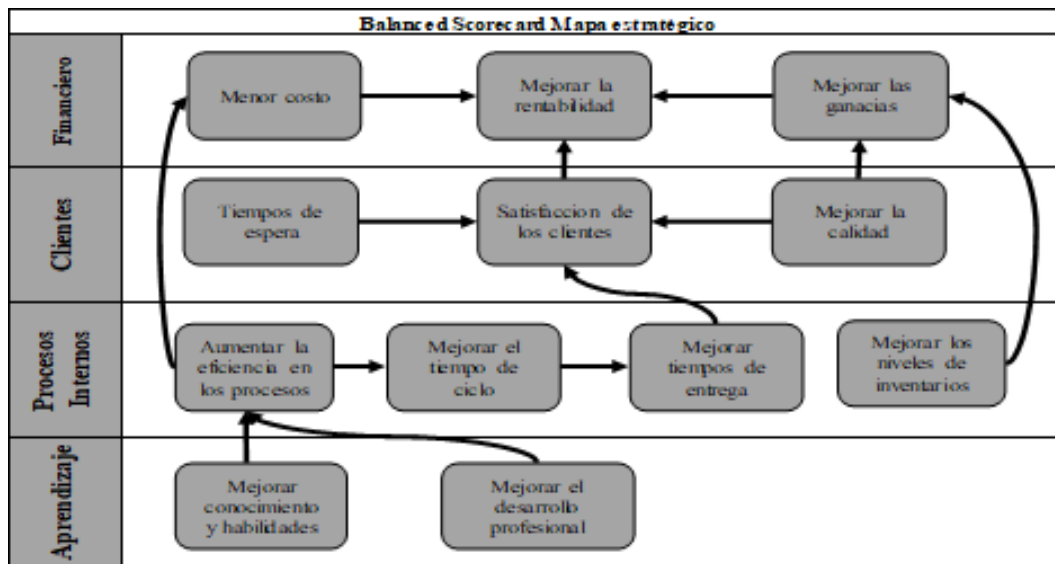 Balanced Scorecard Mapa estratégico
Financiero
Menor costo
Mejorar la
rentabilidad
Mejorar las
ganacias
Clientes
Tiempos de
espera
Satisfaccion de
los clientes
Mejorar la
calidad
Procesos
Internos
Aumentar la
eficiencia en
los procesos
Mejorar el
tiempo de
ciclo
Mejorar
tiempos de
entrega
Mejorar los
niveles de
inventarios
Aprendizaje
Mejorar
conocimiento
y habilidades
Mejorar el
desarrollo
profesional